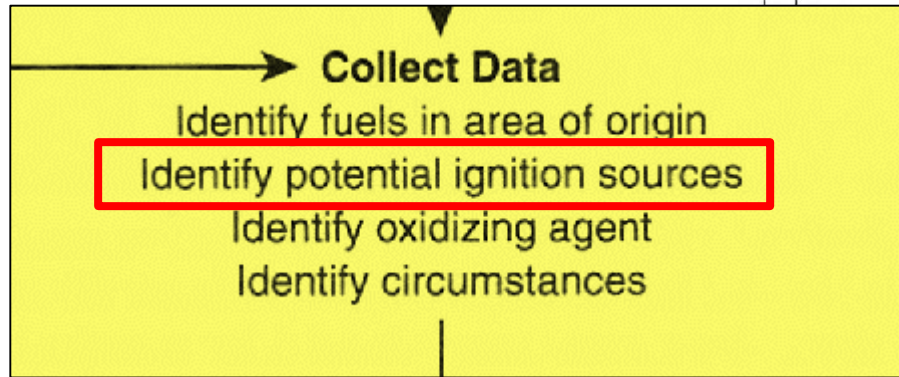 Collect Data
Identify fuels in area of origin
Identify potential ignition sources
Identify oxidizing agent
Identify circumstances